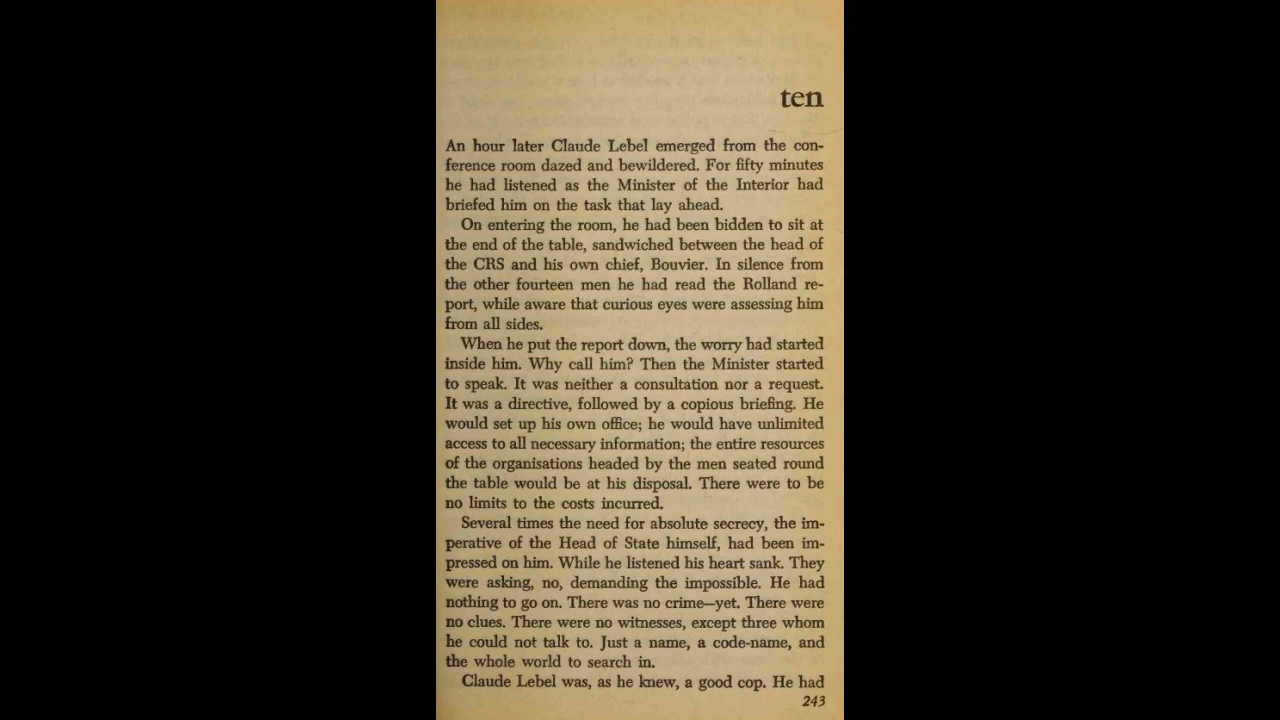 ten
An hour later Claude Lebel emerged from the con-
ference room dazed and bewildered. For fifty minutes
he had listened as the Minister of the Interior had
briefed him on the task that lay ahead.
On entering the room, he had been bidden to sit at
the end of the table, sandwiched between the head of
the CRS and his own chief, Bouvier. In silence from
the other fourteen men he had read the Rolland re-
port, while aware that curious eyes were assessing him
from all sides.
When he put the report down, the worry had started
inside him. Why call him? Then the Minister started
to speak. It was neither a consultation nor a request.
It was a directive, followed by a copious briefing. He
would set up his own office; he would have unlimited
access to all necessary information; the entire resources
of the organisations headed by the men seated round
the table would be at his disposal. There were to be
no limits to the costs incurred.
Several times the need for absolute secrecy, the im-
perative of the Head of State himself, had been im-
pressed on him. While he listened his heart sank. They
were asking, no, demanding the impossible. He had
nothing to go on. There was no crime—yet. There were
no clues. There were no witnesses, except three whom
he could not talk to. Just a name, a code-name, and
the whole world to search in.
Claude Lebel was, as he knew, a good cop. He had
243